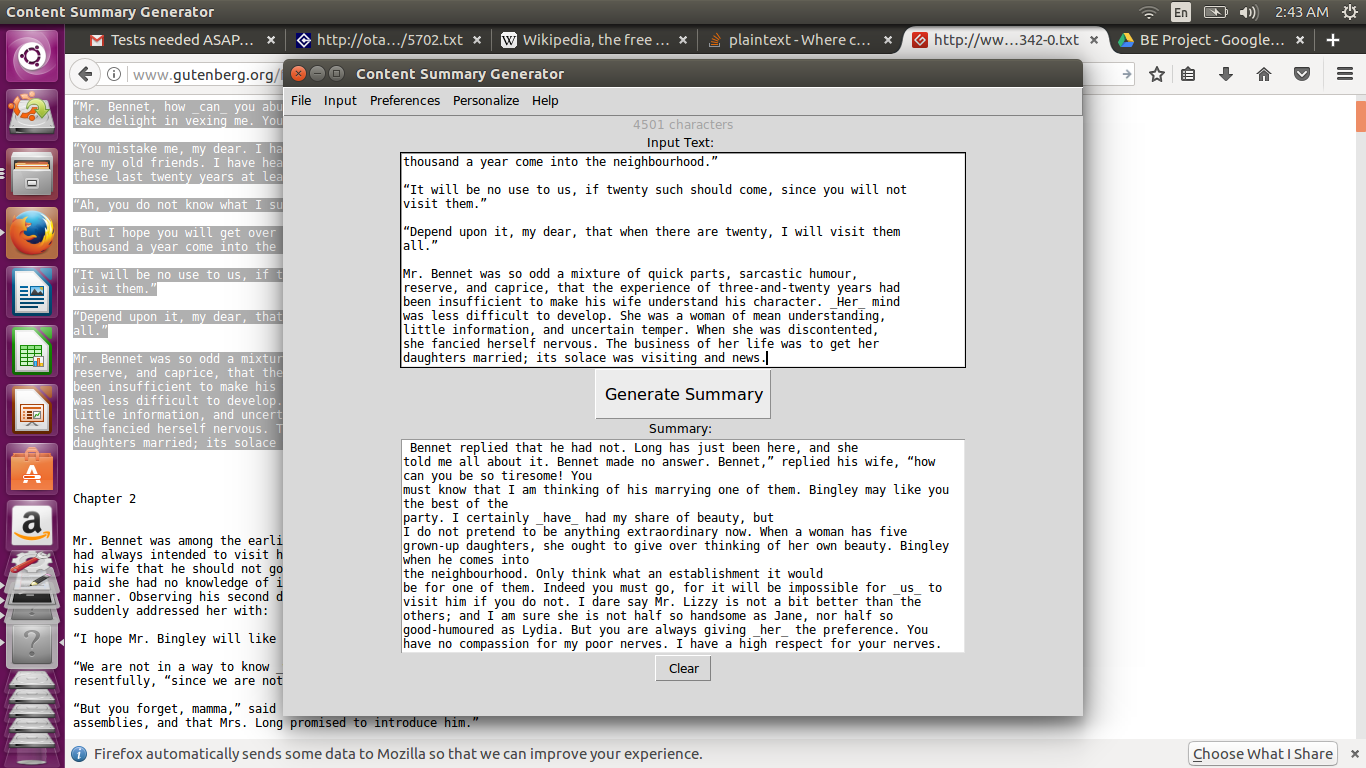 Content Summary Generator
En
2:43 AM
Tests needed ASAP...
http://ota.../5702.txt
Wikipedia, the free ...
plaintext - Where c...
http://ww...342-0.txt
BE Project - Google...
www.gutenberg.org/
Content Summary Generator
File Input Preferences Personalize Help
4501 characters
Input Text:
thousand a year come into the neighbourhood.”
“It will be no use to us, if twenty such should come, since you will not
visit them.”
“Depend upon it, my dear, that when there are twenty, I will visit them
all.”
Mr. Bennet was so odd a mixture of quick parts, sarcastic humour,
reserve, and caprice, that the experience of three-and-twenty years had
been insufficient to make his wife understand his character. _Her_ mind
was less difficult to develop. She was a woman of mean understanding,
little information, and uncertain temper. When she was discontented,
she fancied herself nervous. The business of her life was to get her
daughters married; its solace was visiting and news.
Generate Summary
Summary:
Bennet replied that he had not. Long has just been here, and she
told me all about it. Bennet made no answer. Bennet,” replied his wife, “how
can you be so tiresome! You
must know that I am thinking of his marrying one of them. Bingley may like you
the best of the
party. I certainly _have_ had my share of beauty, but
I do not pretend to be anything extraordinary now. When a woman has five
grown-up daughters, she ought to give over thinking of her own beauty. Bingley
when he comes into
the neighbourhood. Only think what an establishment it would
be for one of them. Indeed you must go, for it will be impossible for _us_ to
visit him if you do not. I dare say Mr. Lizzy is not a bit better than the
others; and I am sure she is not half so handsome as Jane, nor half so
good-humoured as Lydia. But you are always giving _her_ the preference. You
have no compassion for my poor nerves. I have a high respect for your nerves.
Clear
“Mr. Bennet, how _can_ you abu
take delight in vexing me. You
“You mistake me, my dear. I ha
are my old friends. I have hea
these last twenty years at lea
“Ah, you do not know what I su
“But I hope you will get over
thousand a year come into the
“It will be no use to us, if t
visit them.”
“Depend upon it, my dear, that
all.”
Mr. Bennet was so odd a mixtur
reserve, and caprice, that the
been insufficient to make his
was less difficult to develop.
little information, and uncert
she fancied herself nervous. T
daughters married; its solace
Chapter 2
Mr. Bennet was among the earli
had always intended to visit h
his wife that he should not go
paid she had no knowledge of i
manner. Observing his second d
suddenly addressed her with:
“I hope Mr. Bingley will like
“We are not in a way to know _
resentfully, “since we are not
“But you forget, mamma,” said
assemblies, and that Mrs. Long promised to introduce him.”
Firefox automatically sends some data to Mozilla so that we can improve your experience.
Choose What I Share